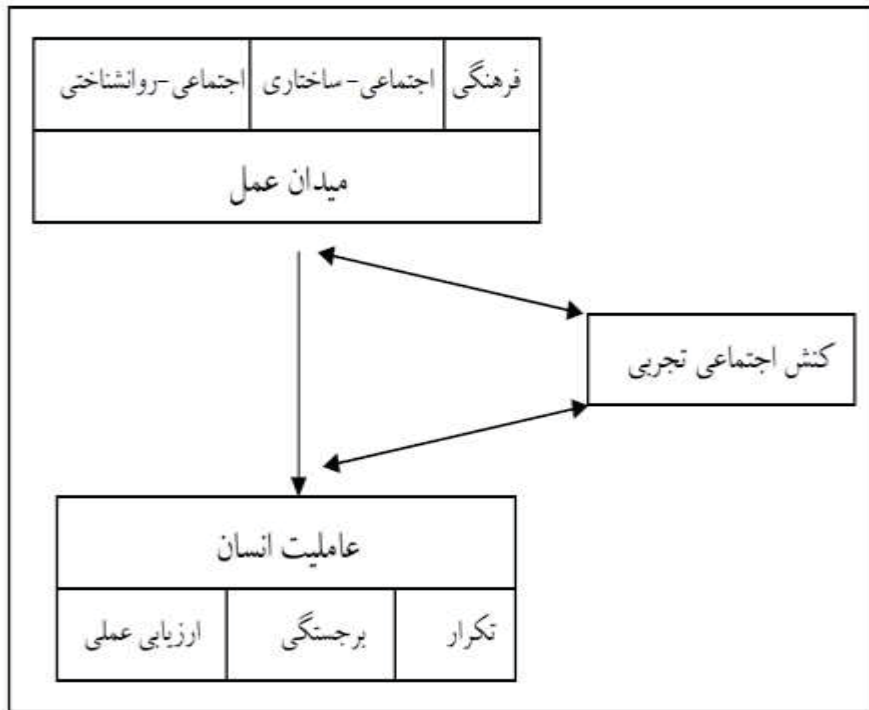 فرهنگی
اجتماعی-ساختاری
اجتماعی-روانشناختی
میدان عمل
کنش اجتماعی تجربی
عاملیت انسان
تکرار
برجستگی
ارزیابی عملی